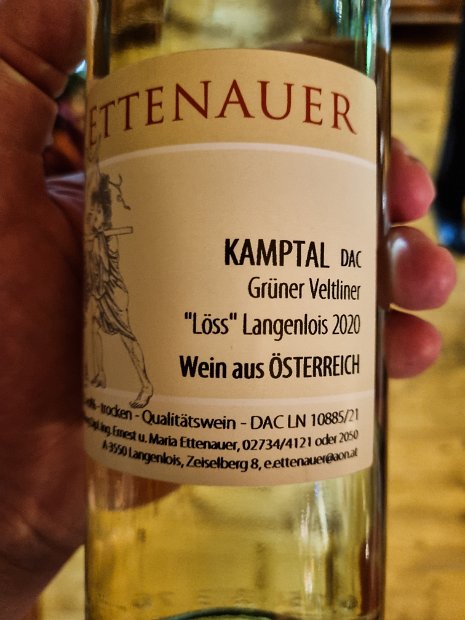 ETTENAUER
KAMPTAL DAC
Grüner Veltliner
"Löss" Langenlois 2020
Wein aus ÖSTERREICH
trocken - Qualitätswein - DAC LN 10885/21
Ing. Ernest u. Maria Ettenauer, 02734/4121 oder 2050
A-3550 Langenlois, Zeiselberg 8, e.ettenauer@aon.at